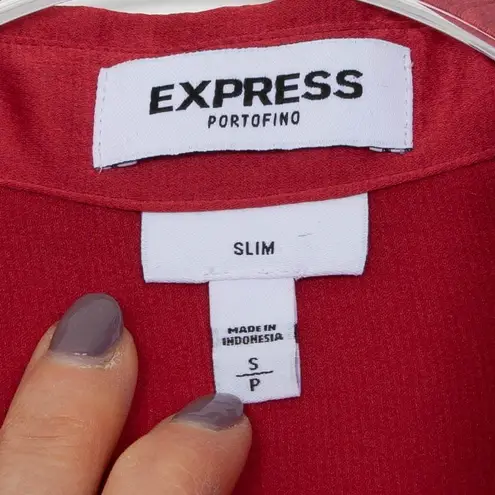 EXPRESS
PORTOFINO
SLIM
MADE IN
INDONESIA
S
P